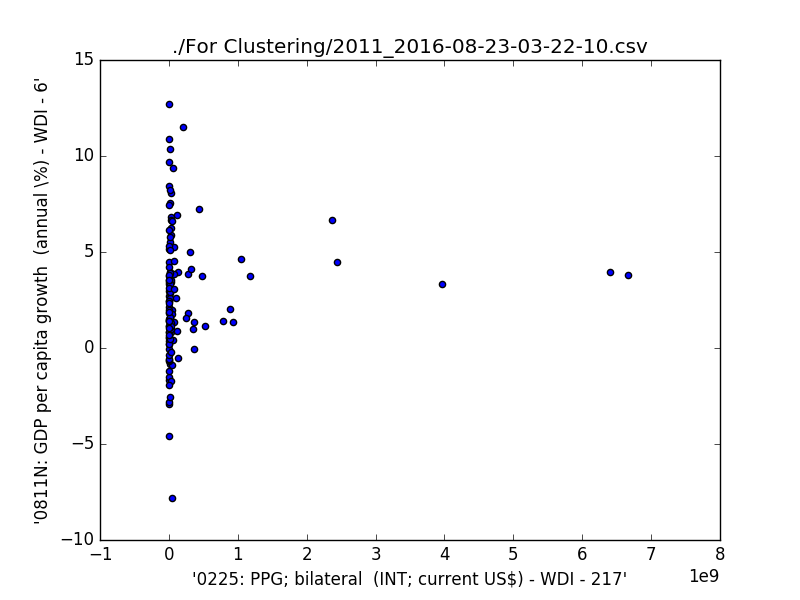 ./For Clustering/2011_2016-08-23-03-22-10.csv
15
10
5
0
−5
−10
'0811N: GDP per capita growth  (annual \%) - WDI - 6'
−1 0 1 2 3 4 5 6 7 8
1e9
'0225: PPG; bilateral  (INT; current US$) - WDI - 217'